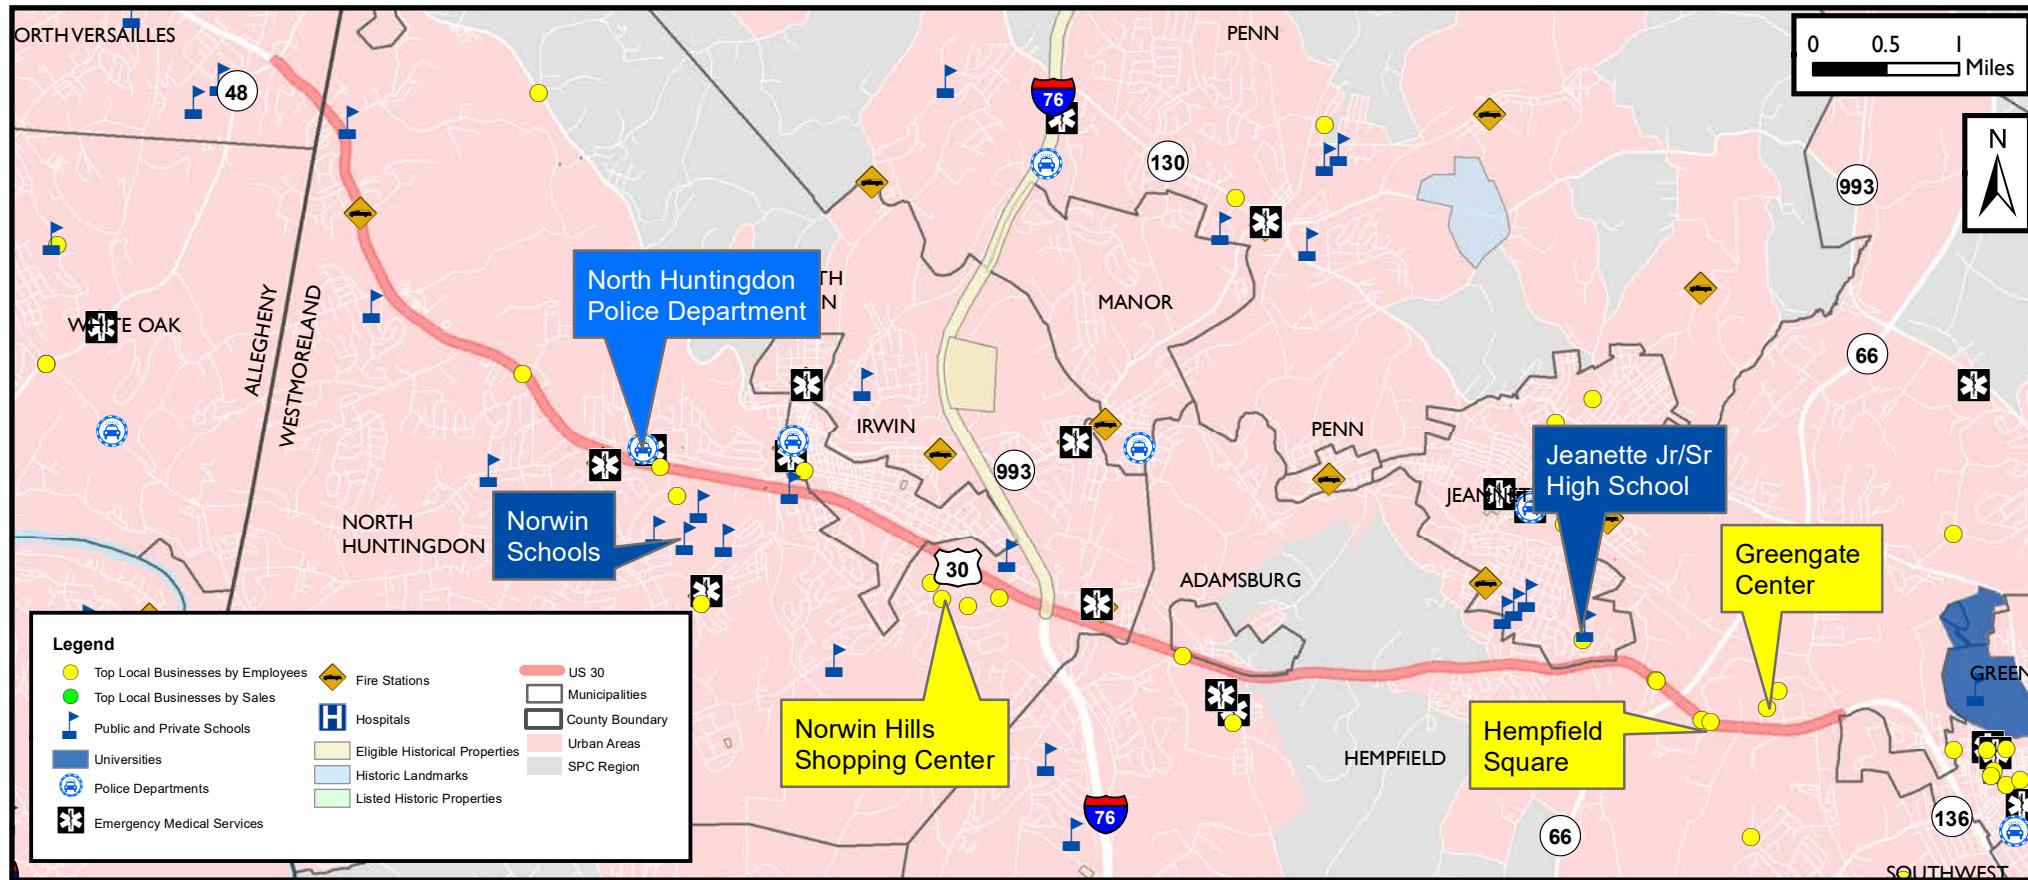 ORTH VERSAILLES
PENN
0 0.5 1
Miles
48
76
N
130
993
North Huntingdon
Police Department
TH
N
MANOR
ALLEGHENY
WESTMORELAND
WHITE OAK
66
IRWIN
PENN
993
Jeanette Jr/Sr
High School
JEANNET
NORTH
HUNTINGDON
Norwin
Schools
Greengate
Center
30
ADAMSBURG
GREEN
Legend
Top Local Businesses by Employees
Top Local Businesses by Sales
Public and Private Schools
Universities
Police Departments
Emergency Medical Services
Fire Stations
H
Hospitals
Eligible Historical Properties
Historic Landmarks
Listed Historic Properties
US 30
Municipalities
County Boundary
Urban Areas
SPC Region
Norwin Hills
Shopping Center
Hempfield
Square
HEMPFIELD
76
66
136
SOUTHWEST